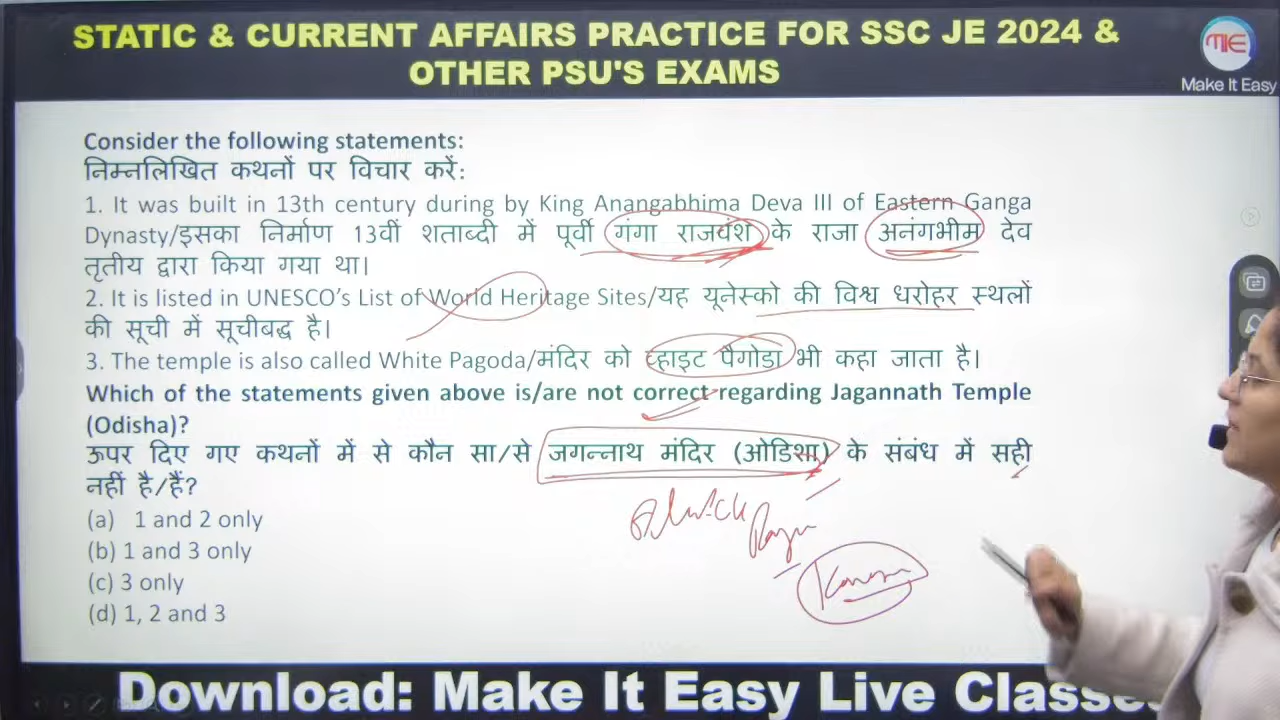 STATIC & CURRENT AFFAIRS PRACTICE FOR SSC JE 2024 &
OTHER PSU'S EXAMS
Make It Easy
Consider the following statements:
निम्नलिखित कथनों पर विचार करें:
1. It was built in 13th century during by King Anangabhima Deva III of Eastern Ganga
Dynasty/इसका निर्माण 13वीं शताब्दी में पूर्वी गंगा राजवंश के राजा अनंगभीम देव
तृतीय द्वारा किया गया था।
2. It is listed in UNESCO’s List of World Heritage Sites/यह यूनेस्को की विश्व धरोहर स्थलों
की सूची में सूचीबद्ध है।
3. The temple is also called White Pagoda/मंदिर को व्हाइट पैगोडा भी कहा जाता है।
Which of the statements given above is/are not correct regarding Jagannath Temple
(Odisha)?
ऊपर दिए गए कथनों में से कौन सा/से जगन्नाथ मंदिर (ओडिसा) के संबंध में सही
नहीं है/हैं?
(a) 1 and 2 only
(b) 1 and 3 only
(c) 3 only
(d) 1, 2 and 3
Download: Make It Easy Live Classes